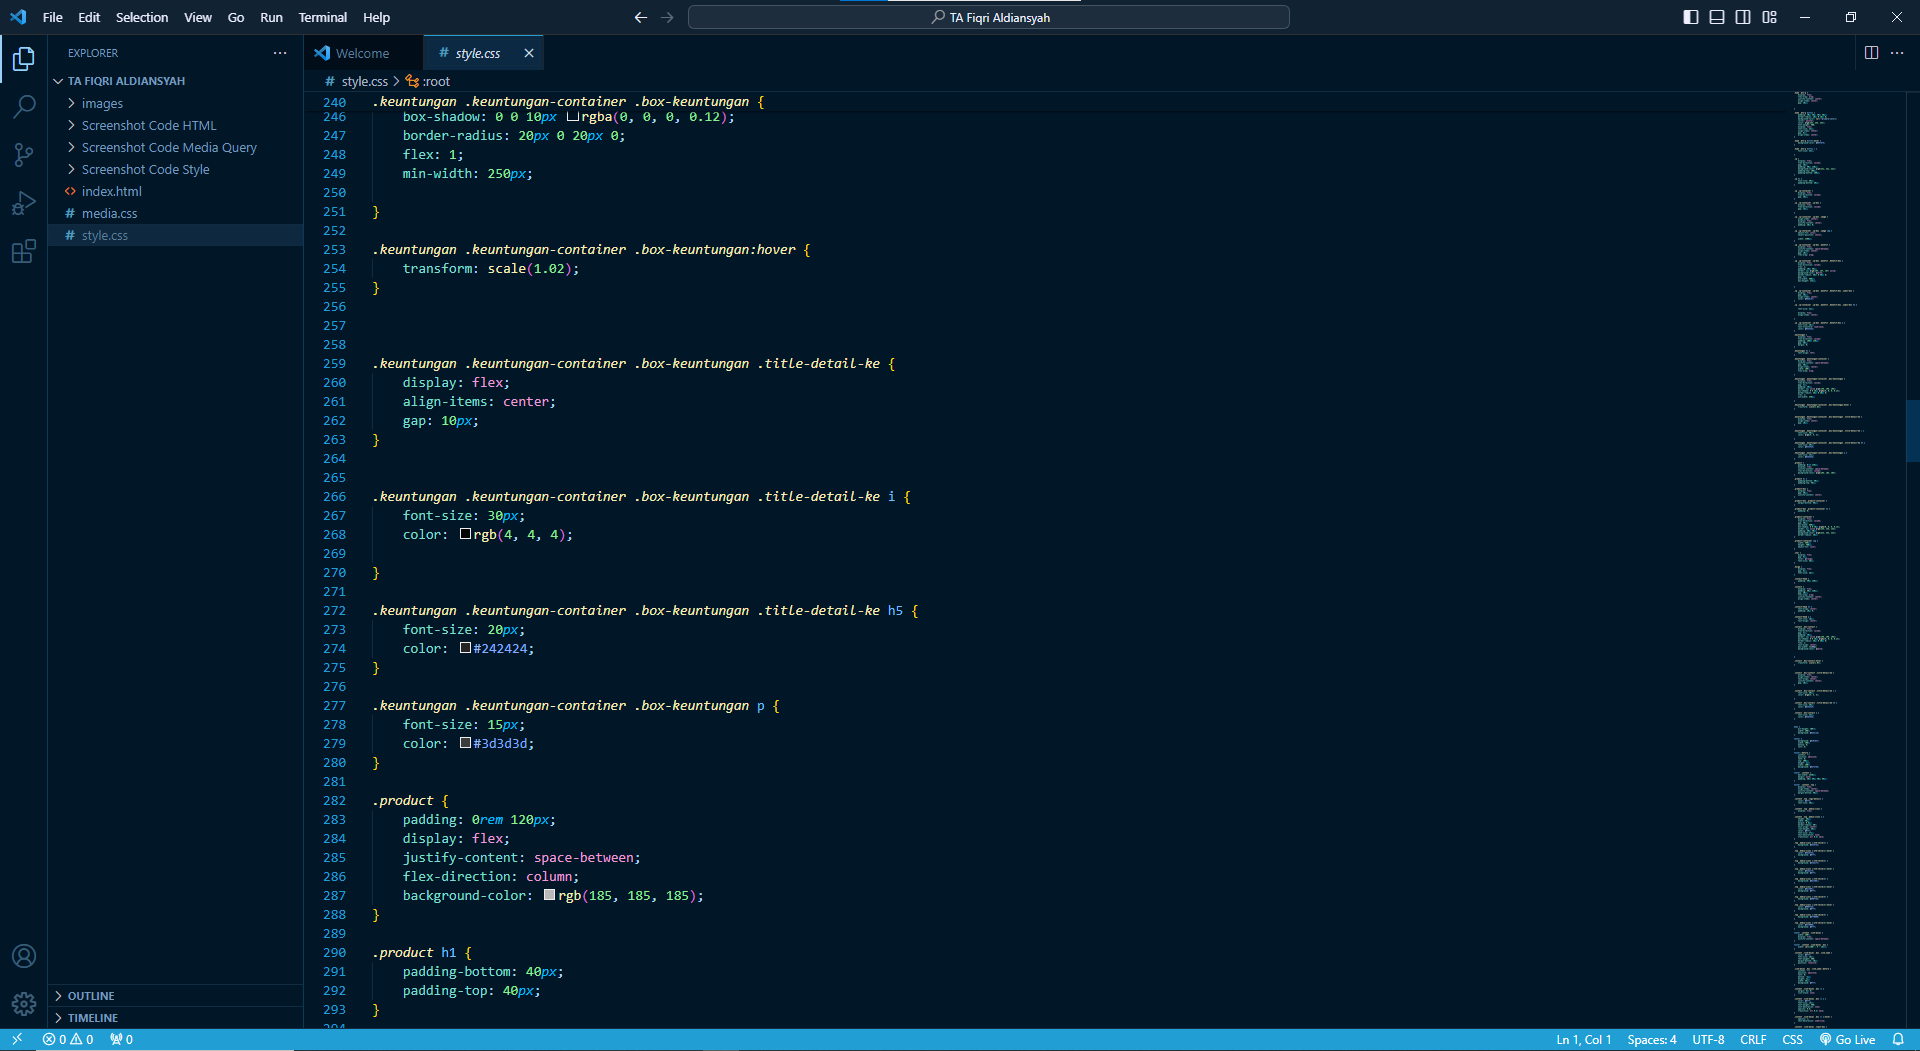 File Edit Selection View Go Run Terminal Help
TA Fiqri Aldiansyah
EXPLORER
TA FIQRI ALDIANSYAH
images
Screenshot Code HTML
Screenshot Code Media Query
Screenshot Code Style
index.html
media.css
style.css
OUTLINE
TIMELINE
Welcome
# style.css
# style.css > :root
240 .keuntungan .keuntungan-container .box-keuntungan {
246 box-shadow: 0 0 10px rgba(0, 0, 0, 0.12);
247 border-radius: 20px 0 20px 0;
248 flex: 1;
249 min-width: 250px;
250
251 }
252
253 .keuntungan .keuntungan-container .box-keuntungan:hover {
254 transform: scale(1.02);
255 }
256
257
258
259 .keuntungan .keuntungan-container .box-keuntungan .title-detail-ke {
260 display: flex;
261 align-items: center;
262 gap: 10px;
263 }
264
265
266 .keuntungan .keuntungan-container .box-keuntungan .title-detail-ke i {
267 font-size: 30px;
268 color: rgb(4, 4, 4);
269
270 }
271
272 .keuntungan .keuntungan-container .box-keuntungan .title-detail-ke h5 {
273 font-size: 20px;
274 color: #242424;
275 }
276
277 .keuntungan .keuntungan-container .box-keuntungan p {
278 font-size: 15px;
279 color: #3d3d3d;
280 }
281
282 .product {
283 padding: 0rem 120px;
284 display: flex;
285 justify-content: space-between;
286 flex-direction: column;
287 background-color: rgb(185, 185, 185);
288 }
289
290 .product h1 {
291 padding-bottom: 40px;
292 padding-top: 40px;
293 }
0 0 0
Ln 1, Col 1 Spaces: 4 UTF-8 CRLF CSS Go Live